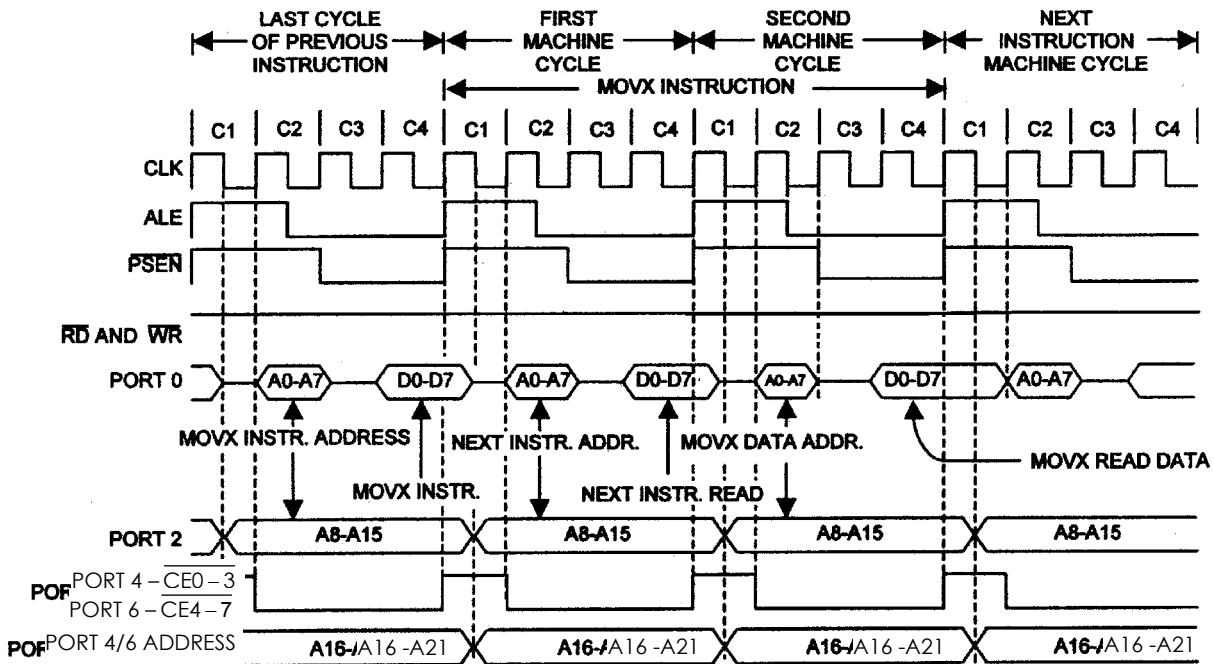 LAST CYCLE
OF PREVIOUS
INSTRUCTION
FIRST
MACHINE
CYCLE
SECOND
MACHINE
CYCLE
NEXT
INSTRUCTION
MACHINE CYCLE
MOVX INSTRUCTION
C1 C2 C3 C4 C1 C2 C3 C4 C1 C2 C3 C4 C1 C2 C3 C4
CLK
ALE
PSEN
RD AND WR
PORT 0 A0-A7 D0-D7 A0-A7 D0-D7 A0-A7 D0-D7 A0-A7
MOVX INSTR. ADDRESS NEXT INSTR. ADDR. MOVX DATA ADDR.
MOVX READ DATA
MOVX INSTR. NEXT INSTR. READ
PORT 2 A8-A15 A8-A15 A8-A15 A8-A15
PORT 4 – CE0 – 3
PORT 6 – CE4 – 7
PORT 4/6 ADDRESS A16 -A21 A16 -A21 A16 -A21 A16 -A21